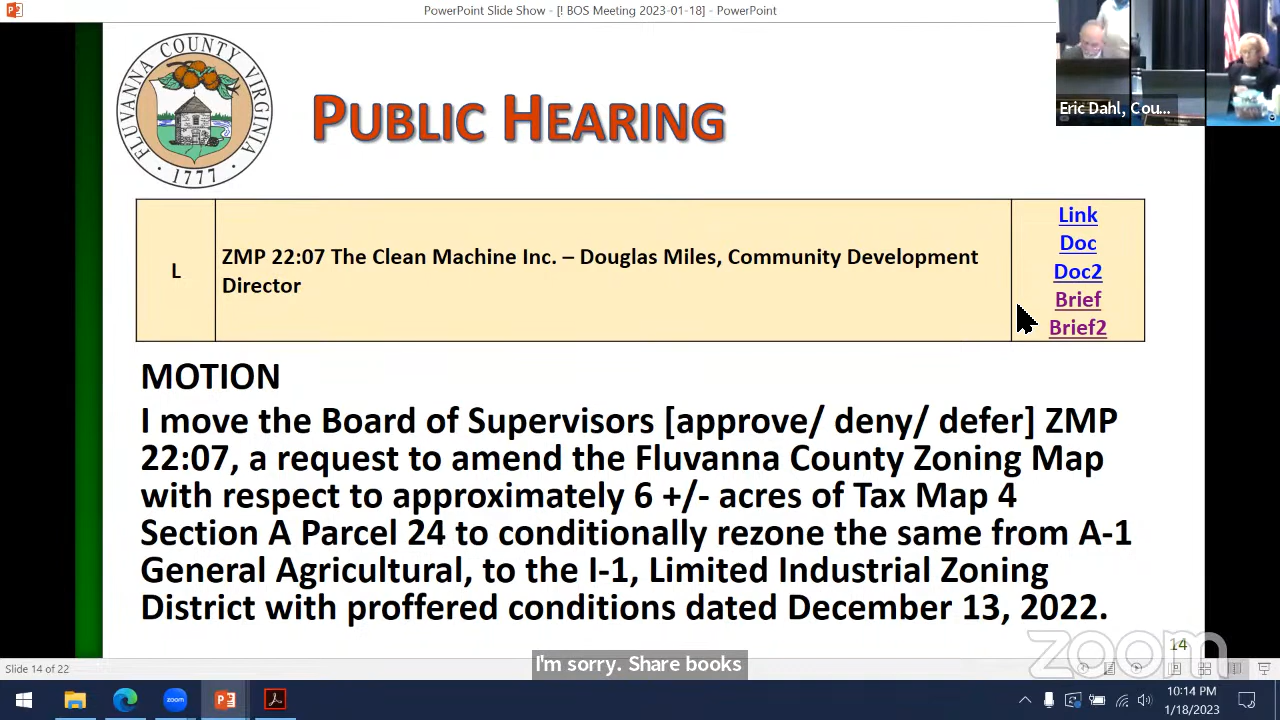 PowerPoint Slide Show - [! BOS Meeting 2023-01-18] - PowerPoint
Eric Dahl, Cou...
FLUVANNA COUNTY VIRGINIA
1777
PUBLIC HEARING
L
ZMP 22:07 The Clean Machine Inc. – Douglas Miles, Community Development
Director
Link
Doc
Doc2
Brief
Brief2
MOTION
I move the Board of Supervisors [approve/ deny/ defer] ZMP
22:07, a request to amend the Fluvanna County Zoning Map
with respect to approximately 6 +/- acres of Tax Map 4
Section A Parcel 24 to conditionally rezone the same from A-1
General Agricultural, to the I-1, Limited Industrial Zoning
District with proffered conditions dated December 13, 2022.
zoom
14
I'm sorry. Share books
Slide 14 of 22
zoom
10:14 PM
1/18/2023